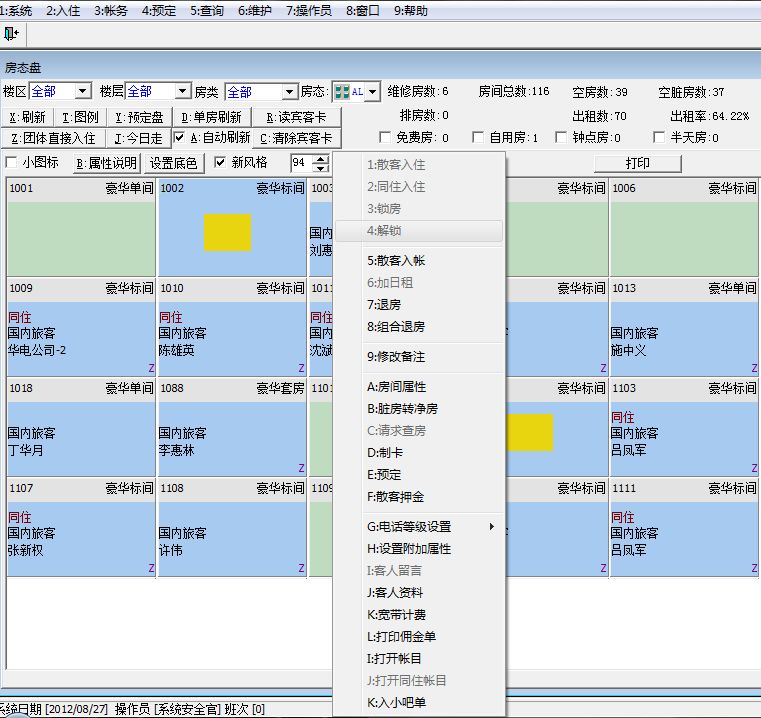 1:系统 2:入住 3:帐务 4:预定 5:查询 6:维护 7:操作员 8:窗口 9:帮助
房态盘
楼区 全部 楼层 全部 房类 全部 房态: AL 维修房数:6 房间总数:116 空房数:39 空脏房数:37
X:刷新 T:图例 Y:预定盘 D:单房刷新 R:读宾客卡 排房数:0 出租数:70 出租率:64.22%
Z:团体直接入住 J:今日走 A:自动刷新 C:清除宾客卡 免费房:0 自用房:1 钟点房:0 半天房:0
小图标 B:属性说明 设置底色 新风格 94 打印
1001 豪华单间 1002 豪华标间 1003 豪华标间 1006 豪华标间
国内
刘惠
1009 豪华标间 1010 豪华标间 1011 豪华标间 1013 豪华单间
同住 同住 同住
国内旅客 国内旅客 国内 国内旅客
华电公司-2 陈雄英 沈斌 施中义
Z Z Z Z
1018 豪华单间 1088 豪华套房 1101 豪华标间 1103 豪华标间
同住
国内旅客 国内旅客 国内旅客
丁华月 李惠林 吕凤军
Z Z
1107 豪华标间 1108 豪华标间 1109 豪华标间 1111 豪华标间
同住 同住
国内旅客 国内旅客 国内旅客
张新权 许伟 吕凤军
Z Z Z Z
1:散客入住
2:同住入住
3:锁房
4:解锁
5:散客入帐
6:加日租
7:退房
8:组合退房
9:修改备注
A:房间属性
B:脏房转净房
C:请求查房
D:制卡
E:预定
F:散客押金
G:电话等级设置
H:设置附加属性
I:客人留言
J:客人资料
K:宽带计费
L:打印佣金单
I:打开帐目
J:打开同住帐目
K:入小吧单
系统日期 [2012/08/27] 操作员 [系统安全官] 班次 [0]